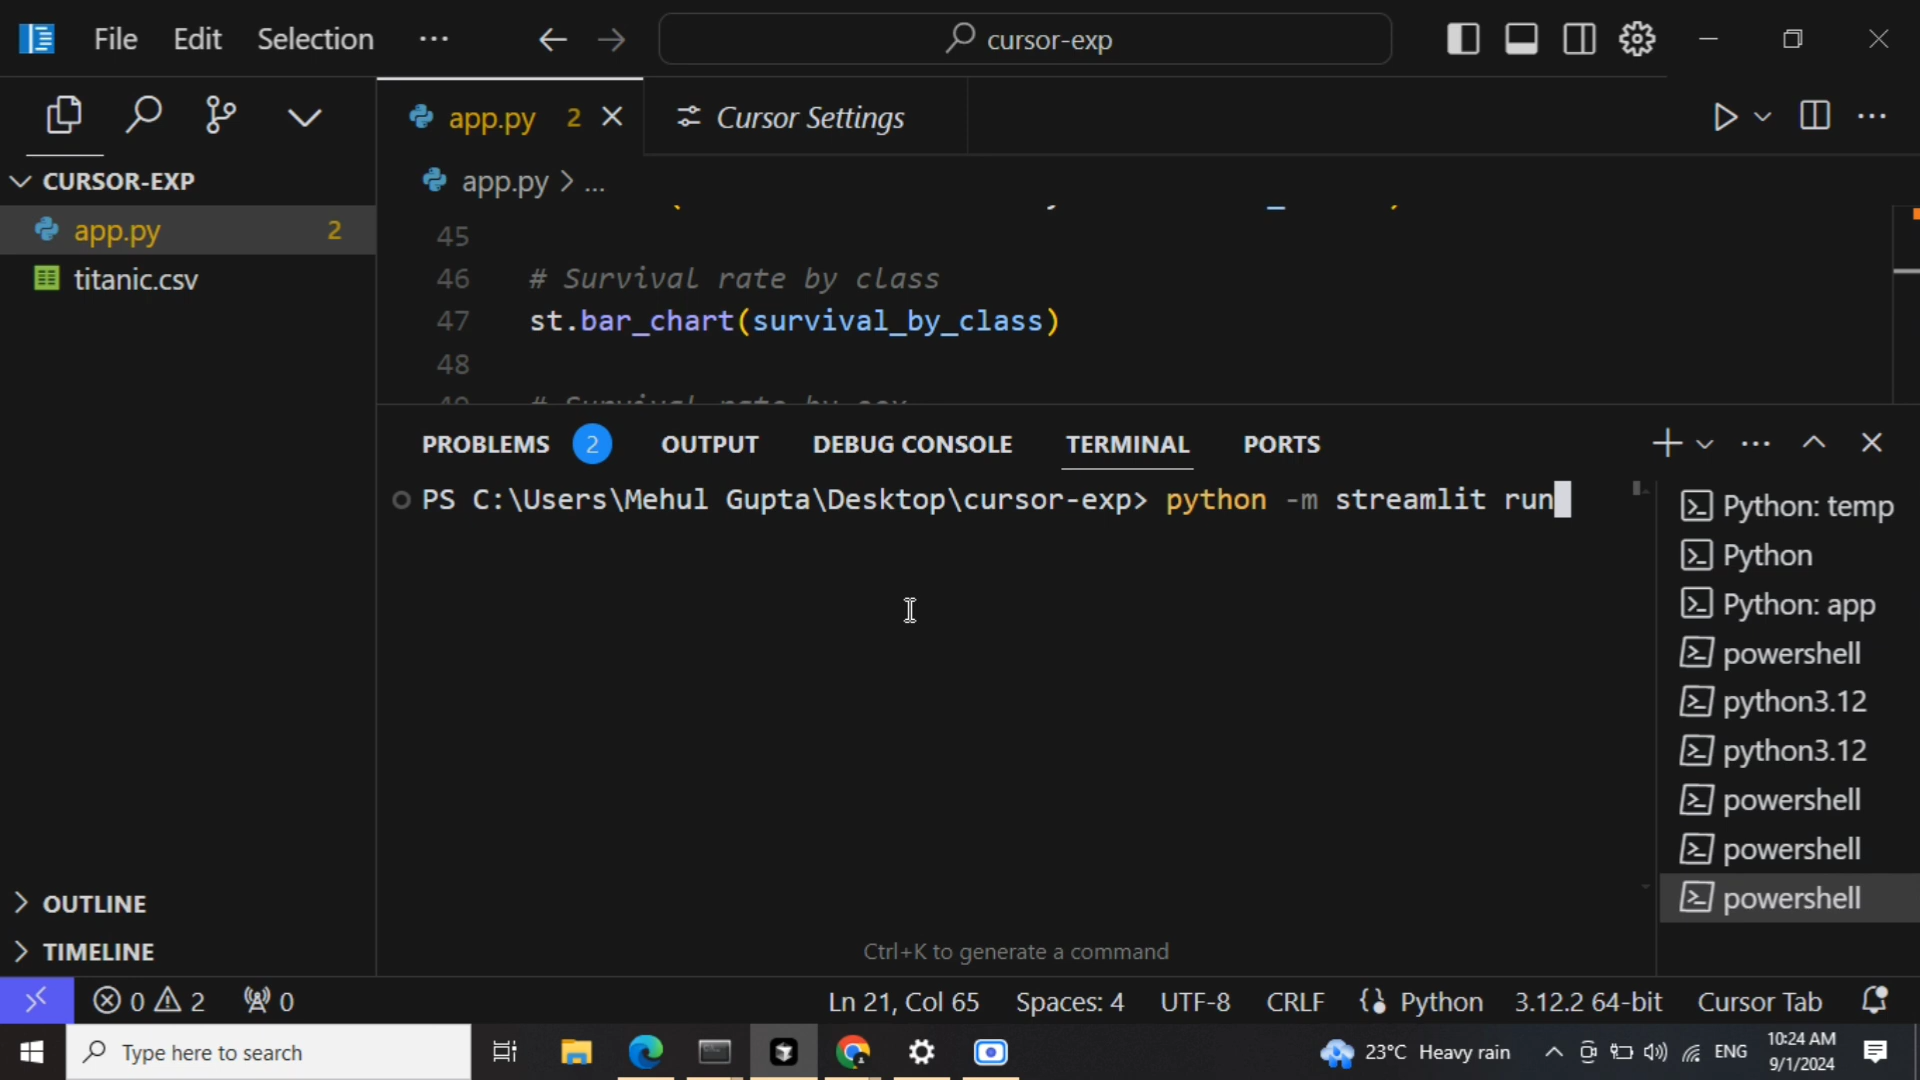 File Edit Selection ··· cursor-exp
app.py 2 Cursor Settings
CURSOR-EXP
app.py > ...
app.py 2
titanic.csv
45
46 # Survival rate by class
47 st.bar_chart(survival_by_class)
48
49 # Survival rate by sex
PROBLEMS 2 OUTPUT DEBUG CONSOLE TERMINAL PORTS
PS C:\Users\Mehul Gupta\Desktop\cursor-exp> python -m streamlit run
Python: temp
Python
Python: app
powershell
python3.12
python3.12
powershell
powershell
powershell
Ctrl+K to generate a command
OUTLINE
TIMELINE
0 2 0 Ln 21, Col 65 Spaces: 4 UTF-8 CRLF Python 3.12.2 64-bit Cursor Tab
Type here to search 23°C Heavy rain ENG 10:24 AM
9/1/2024